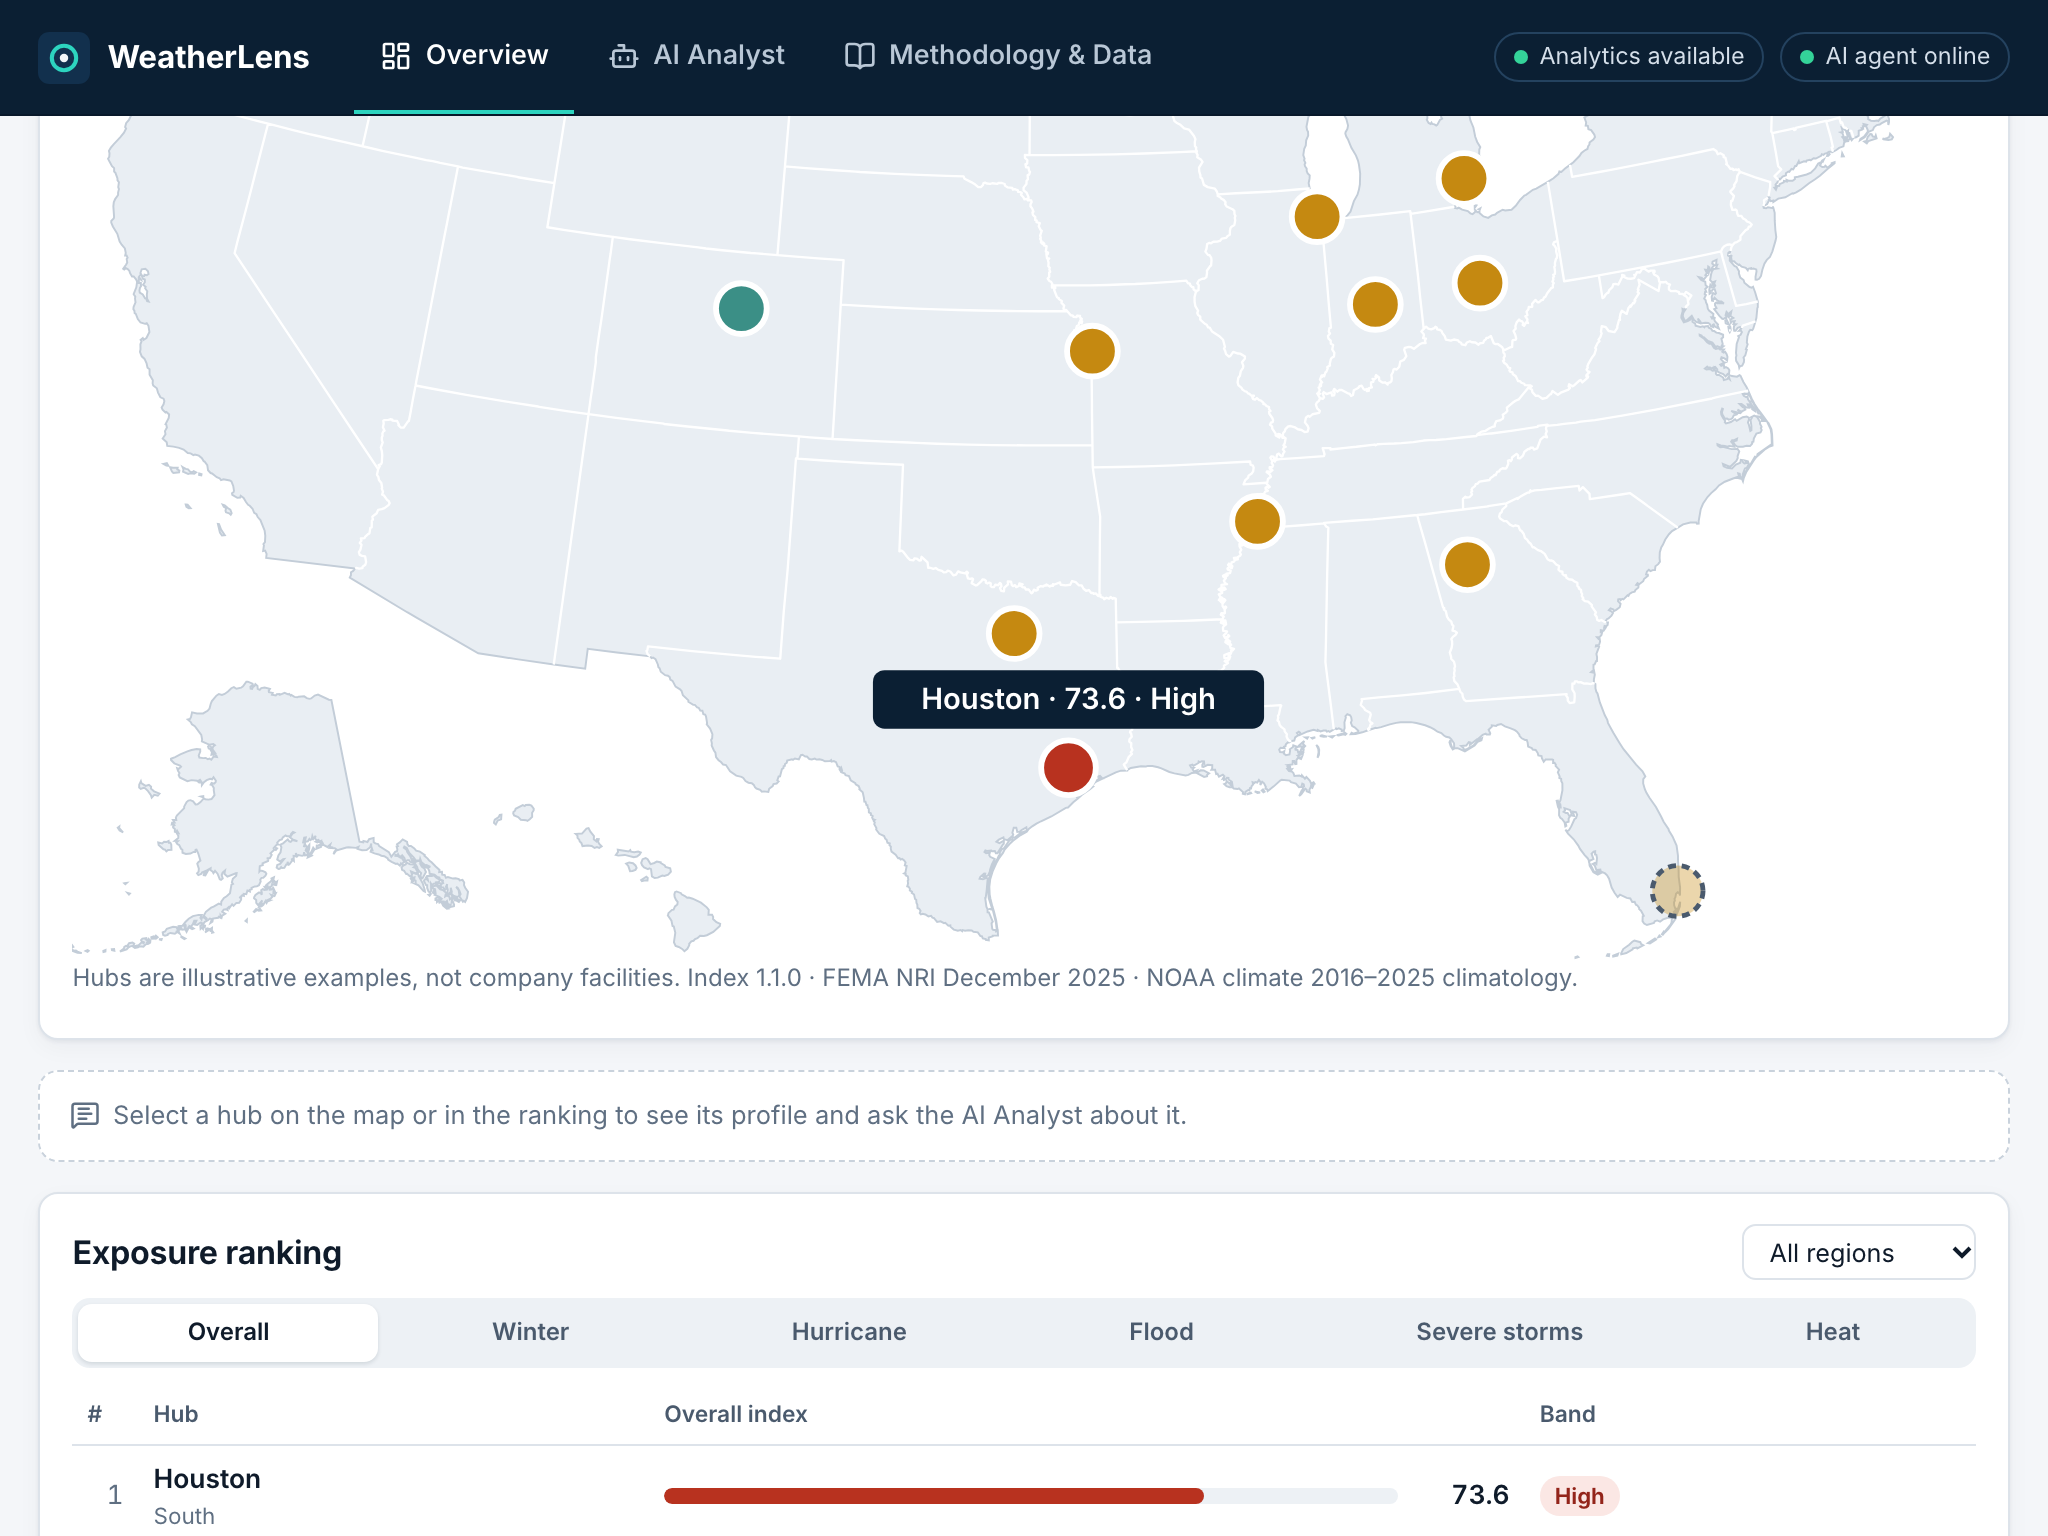 WeatherLens
Overview
AI Analyst
Methodology & Data
Analytics available
AI agent online
Houston · 73.6 · High
Hubs are illustrative examples, not company facilities. Index 1.1.0 · FEMA NRI December 2025 · NOAA climate 2016–2025 climatology.
Select a hub on the map or in the ranking to see its profile and ask the AI Analyst about it.
Exposure ranking
All regions
Overall
Winter
Hurricane
Flood
Severe storms
Heat
# Hub Overall index Band
1 Houston 73.6 High
South